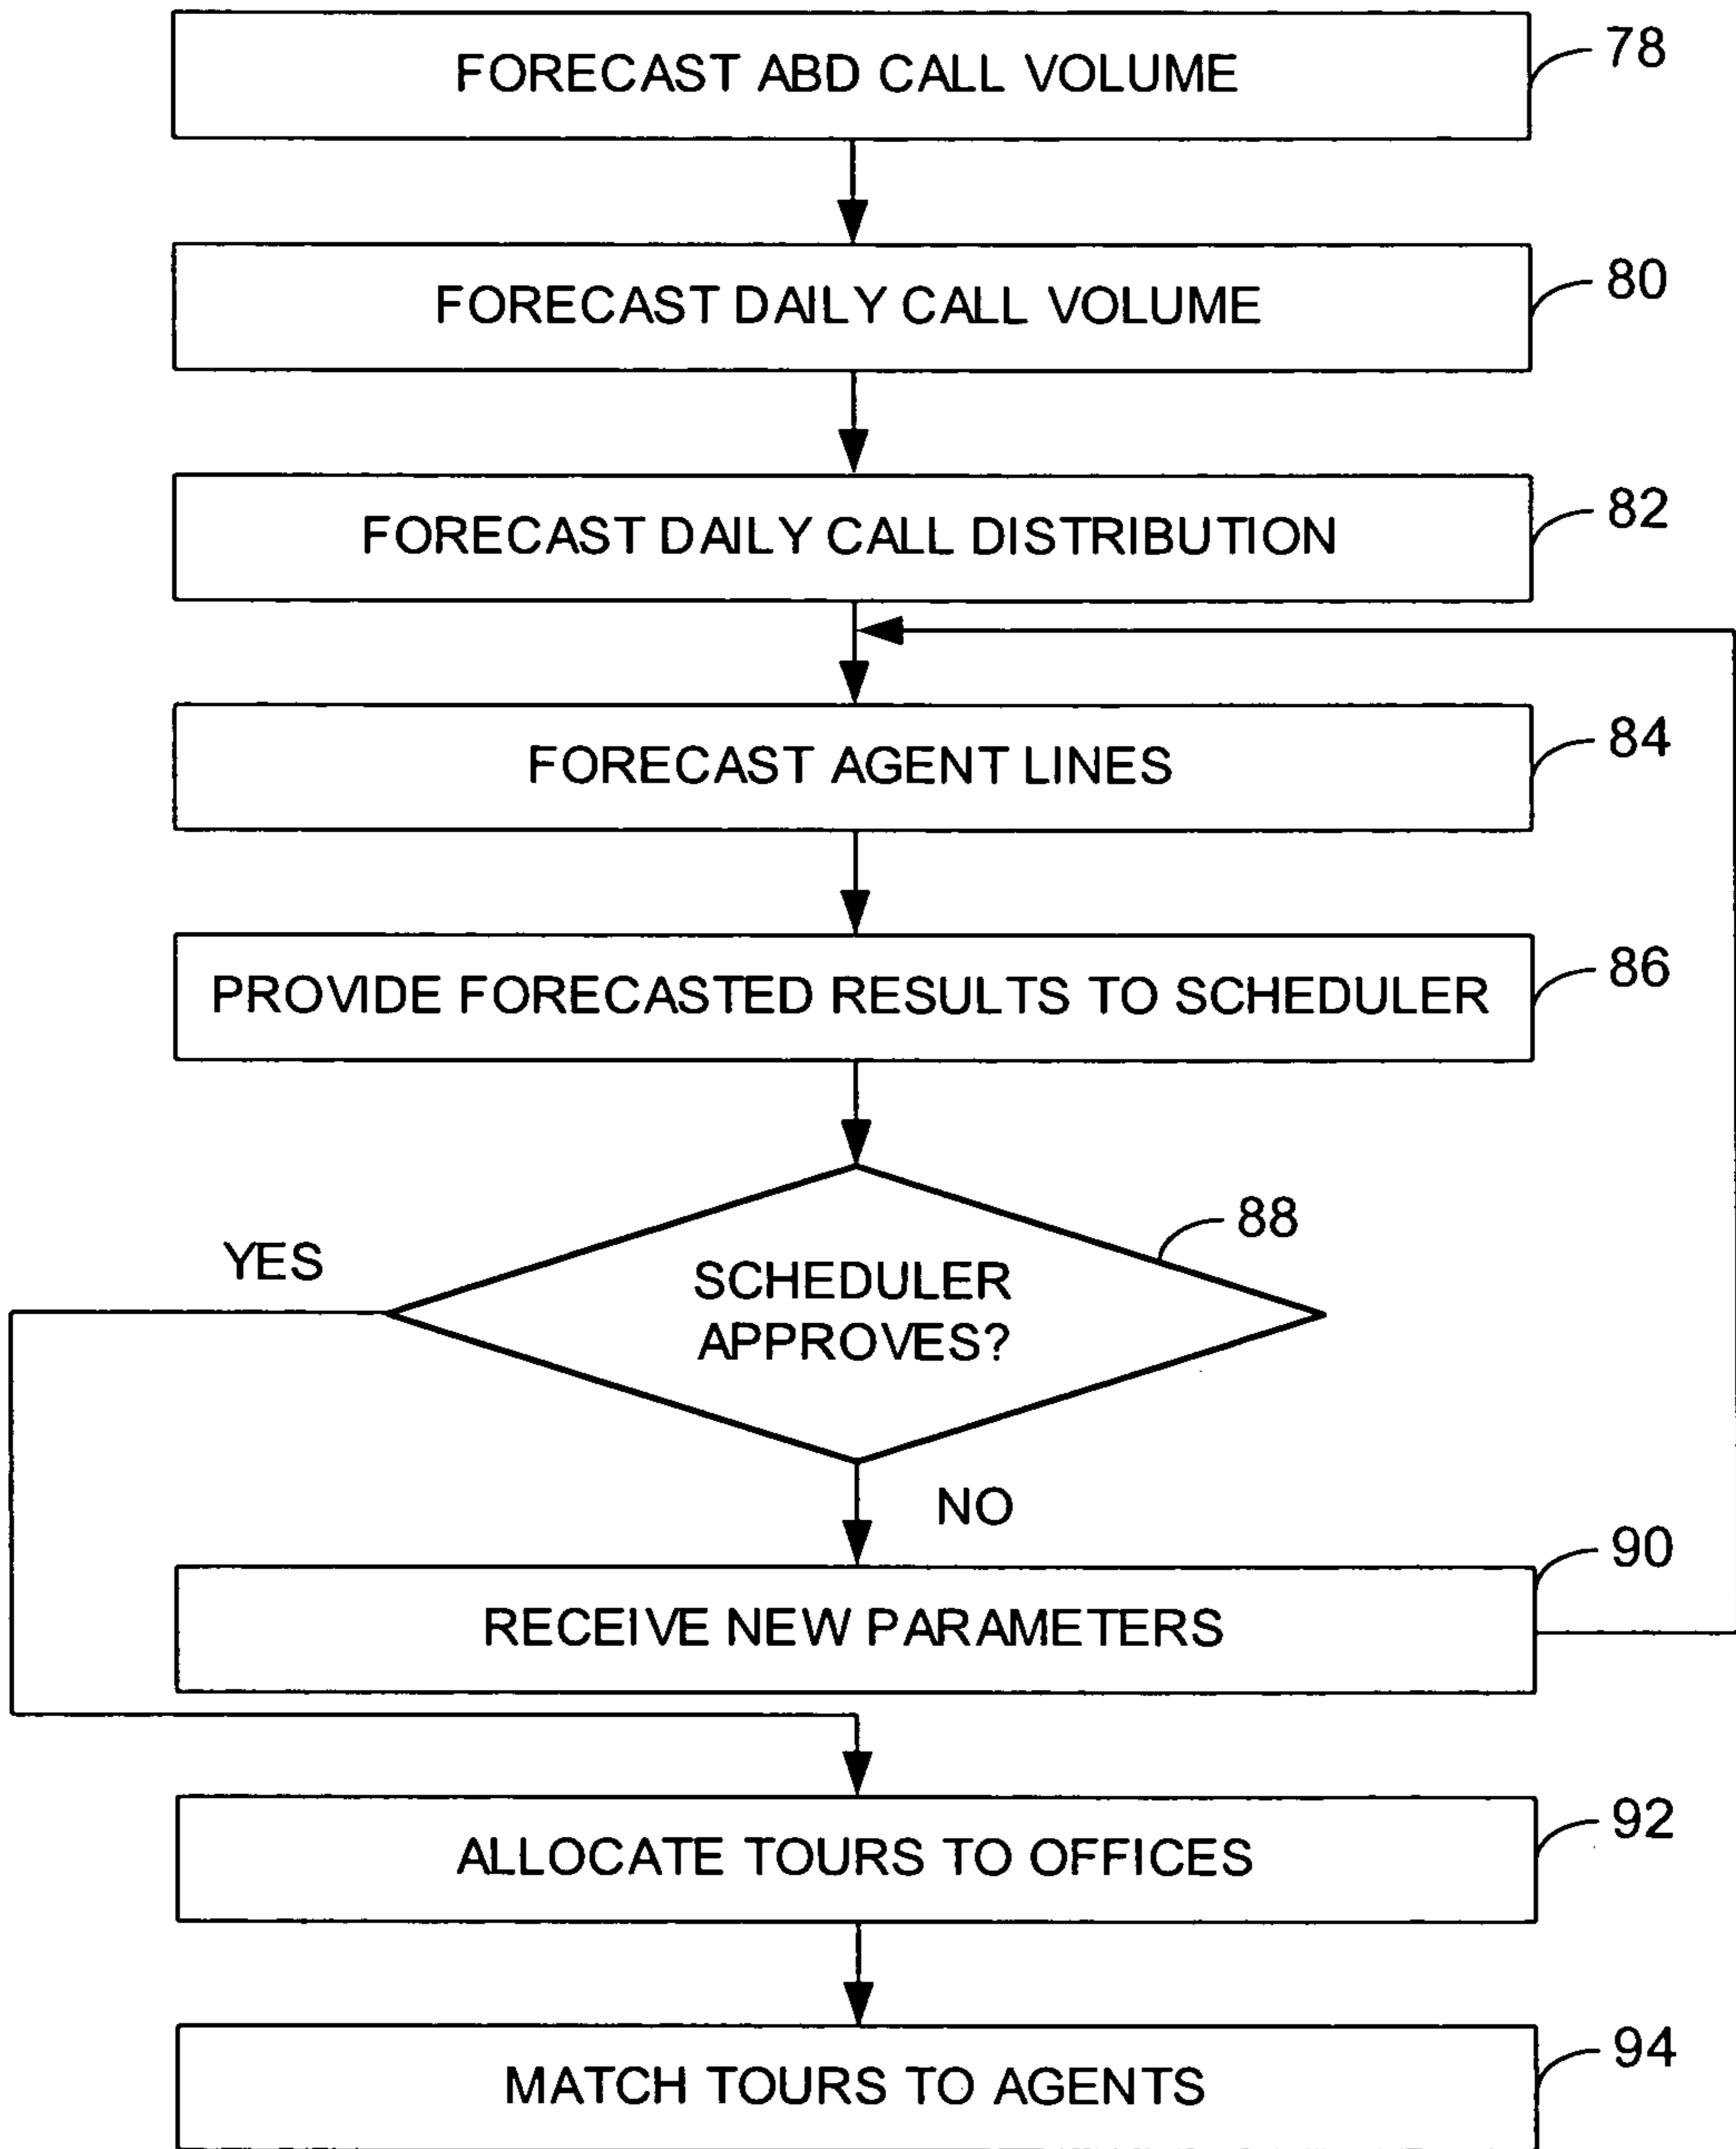 FORECAST ABD CALL VOLUME
78
FORECAST DAILY CALL VOLUME
80
FORECAST DAILY CALL DISTRIBUTION
82
FORECAST AGENT LINES
84
PROVIDE FORECASTED RESULTS TO SCHEDULER
86
88
YES
SCHEDULER
APPROVES?
NO
90
RECEIVE NEW PARAMETERS
92
ALLOCATE TOURS TO OFFICES
94
MATCH TOURS TO AGENTS